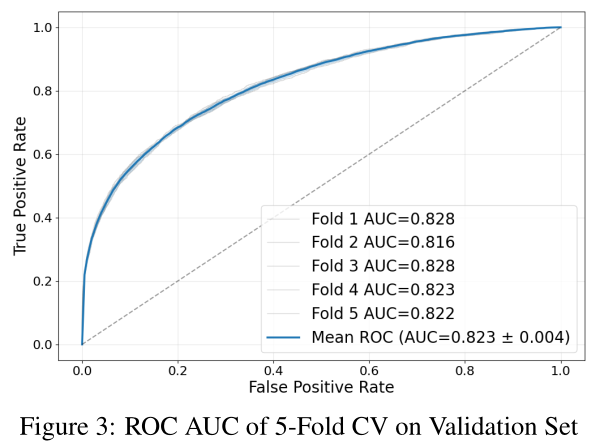 1.0
0.8
0.6
0.4
0.2
0.0
True Positive Rate
Fold 1 AUC=0.828
Fold 2 AUC=0.816
Fold 3 AUC=0.828
Fold 4 AUC=0.823
Fold 5 AUC=0.822
Mean ROC (AUC=0.823 ± 0.004)
0.0 0.2 0.4 0.6 0.8 1.0
False Positive Rate
Figure 3: ROC AUC of 5-Fold CV on Validation Set